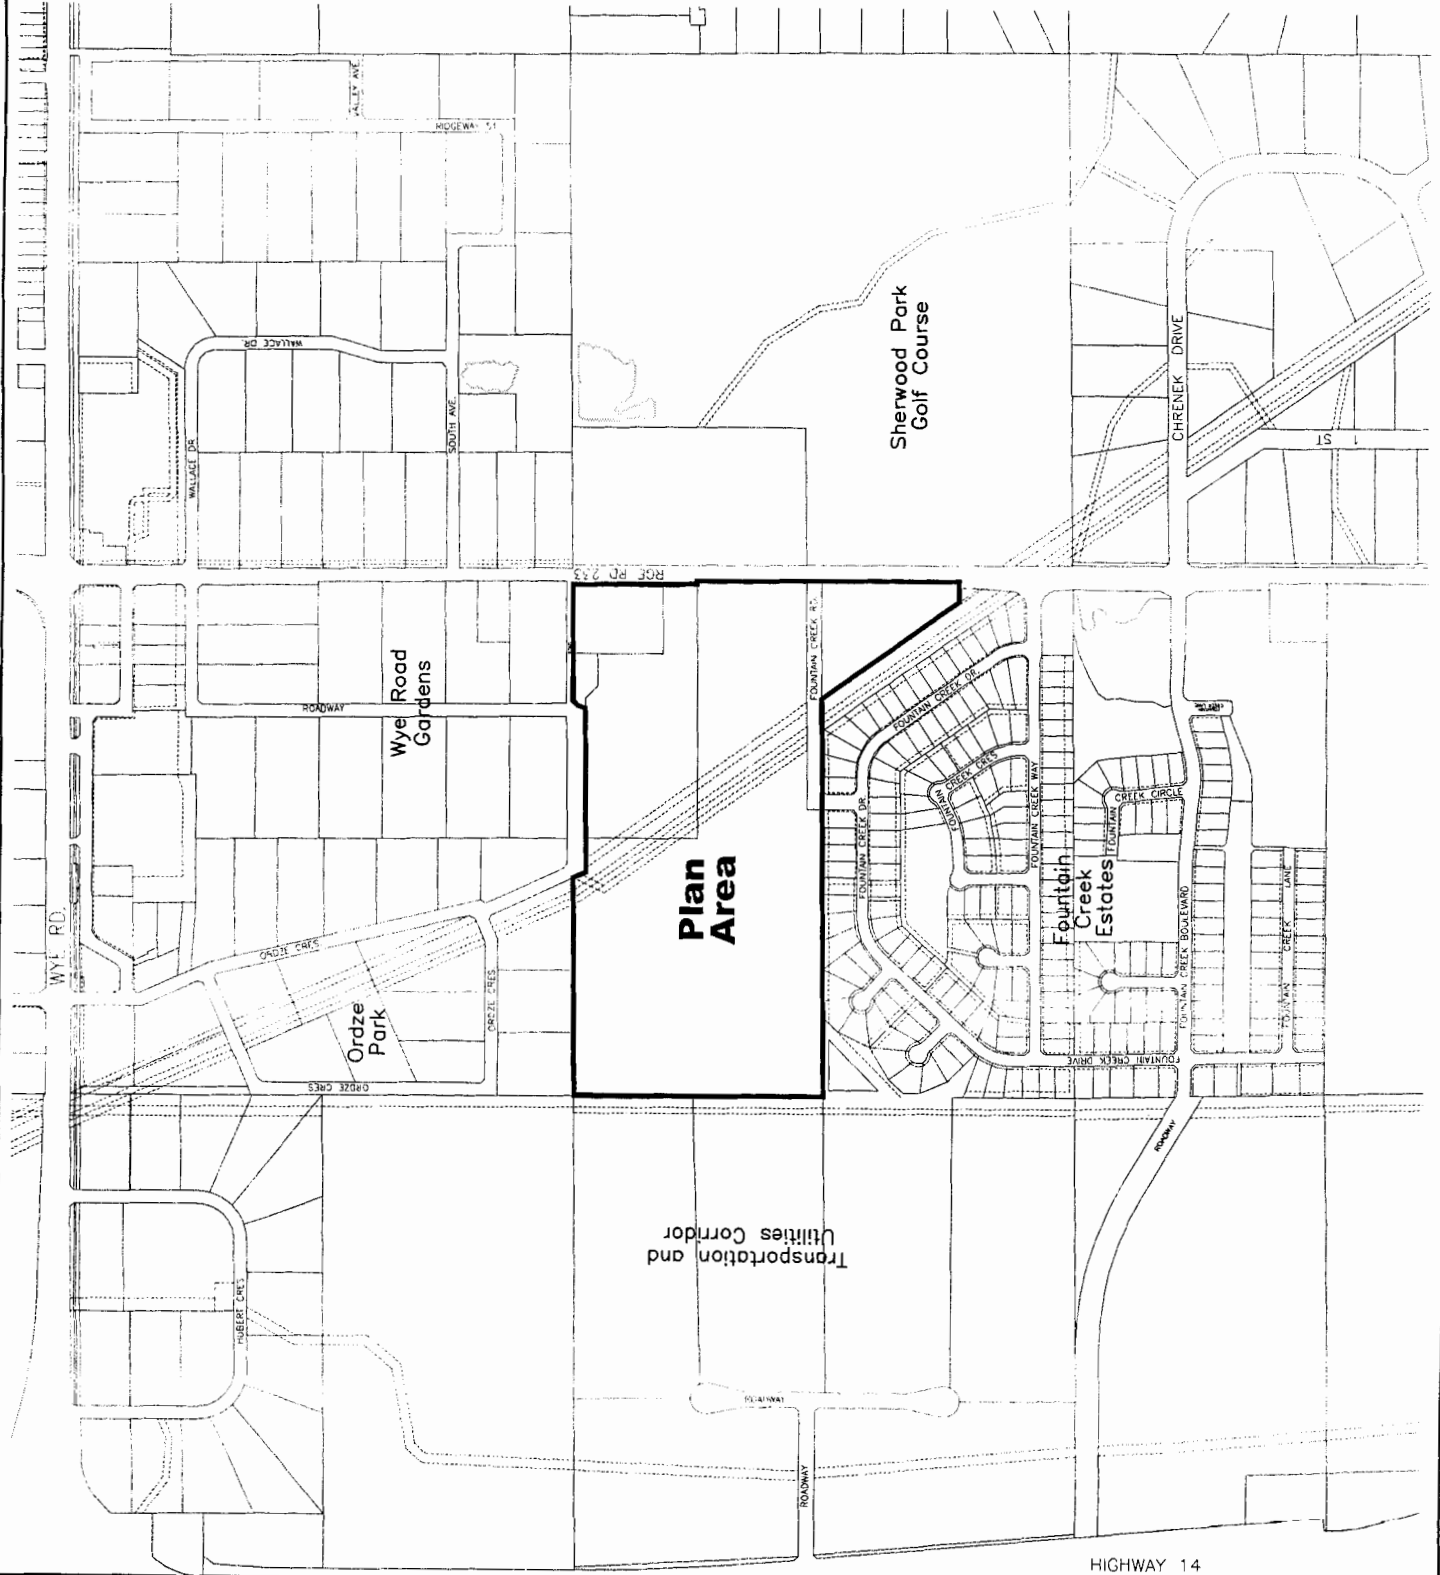 VALLEY AVE
RIDGEWAY ST
WALLACE DR.
WALLACE DR.
SOUTH AVE.
Sherwood Park
Golf Course
CHRENEK DRIVE
1 ST
RGE RD 233
WYE RD.
ROADWAY
Wye Road
Gardens
FOUNTAIN CREEK RD.
FOUNTAIN CREEK DR.
FOUNTAIN CREEK DR.
FOUNTAIN CREEK CRES
FOUNTAIN CREEK WAY
FOUNTAIN
CREEK CIRCLE
Plan
Area
Fountain
Creek
Estates
FOUNTAIN CREEK BOULEVARD
FOUNTAIN CREEK LANE
FOUNTAIN CREEK DRIVE
ORDZE CRES
ORDZE CRES
ORDZE CRES
Ordze
Park
ROADWAY
Transportation and
Utilities Corridor
HUBERT CRES
ROADWAY
ROADWAY
HIGHWAY 14